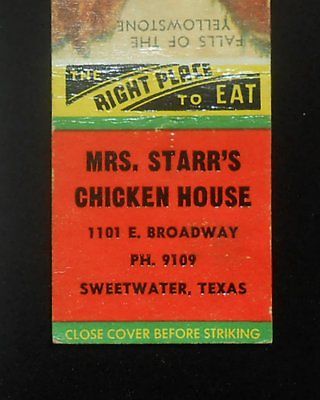 FALLS OF THE
YELLOWSTONE
THE RIGHT PLACE
TO EAT
MRS. STARR'S
CHICKEN HOUSE
1101 E. BROADWAY
PH. 9109
SWEETWATER, TEXAS
CLOSE COVER BEFORE STRIKING